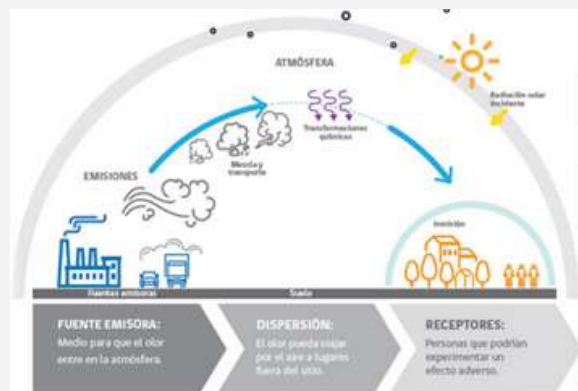 ATMÓSFERA
Radiación solar
incidente
Transformaciones
químicas
Mezcla y
transporte
EMISIONES
Inmisión
Fuentes emisoras
Suelo
FUENTE EMISORA:
Medio para que el olor
entre en la atmósfera.
DISPERSIÓN:
El olor pueda viajar
por el aire a lugares
fuera del sitio.
RECEPTORES:
Personas que podrían
experimentar un
efecto adverso.